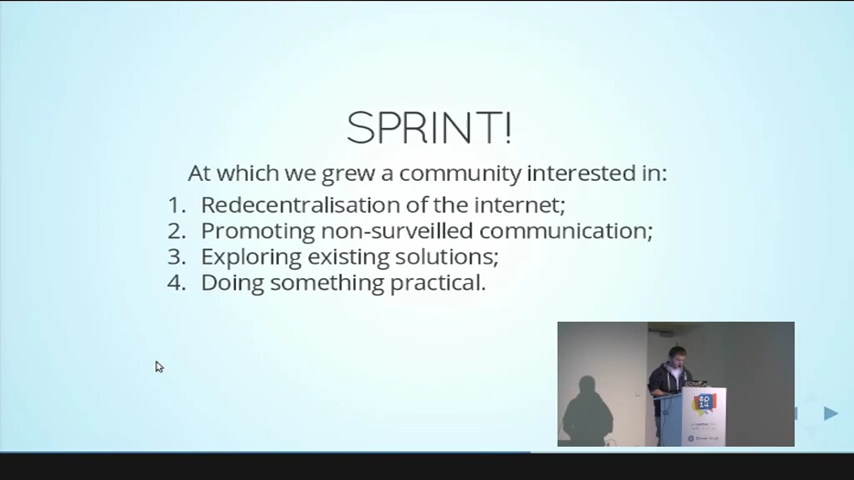 SPRINT!
At which we grew a community interested in:
1. Redecentralisation of the internet;
2. Promoting non-surveilled communication;
3. Exploring existing solutions;
4. Doing something practical.